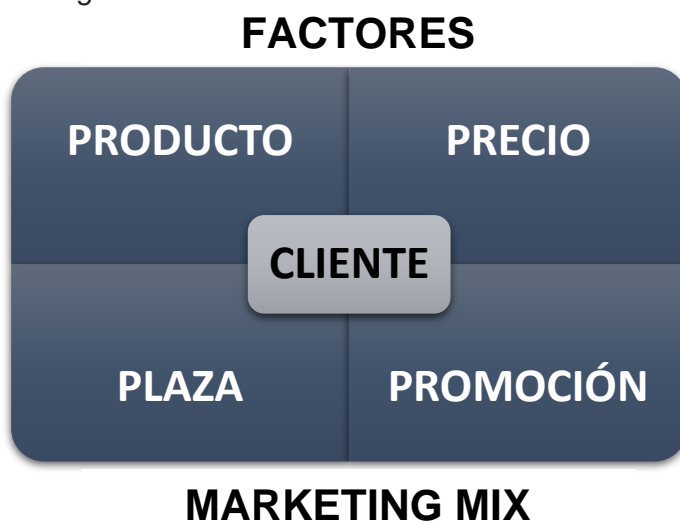 FACTORES
PRODUCTO PRECIO
CLIENTE
PLAZA PROMOCIÓN
MARKETING MIX